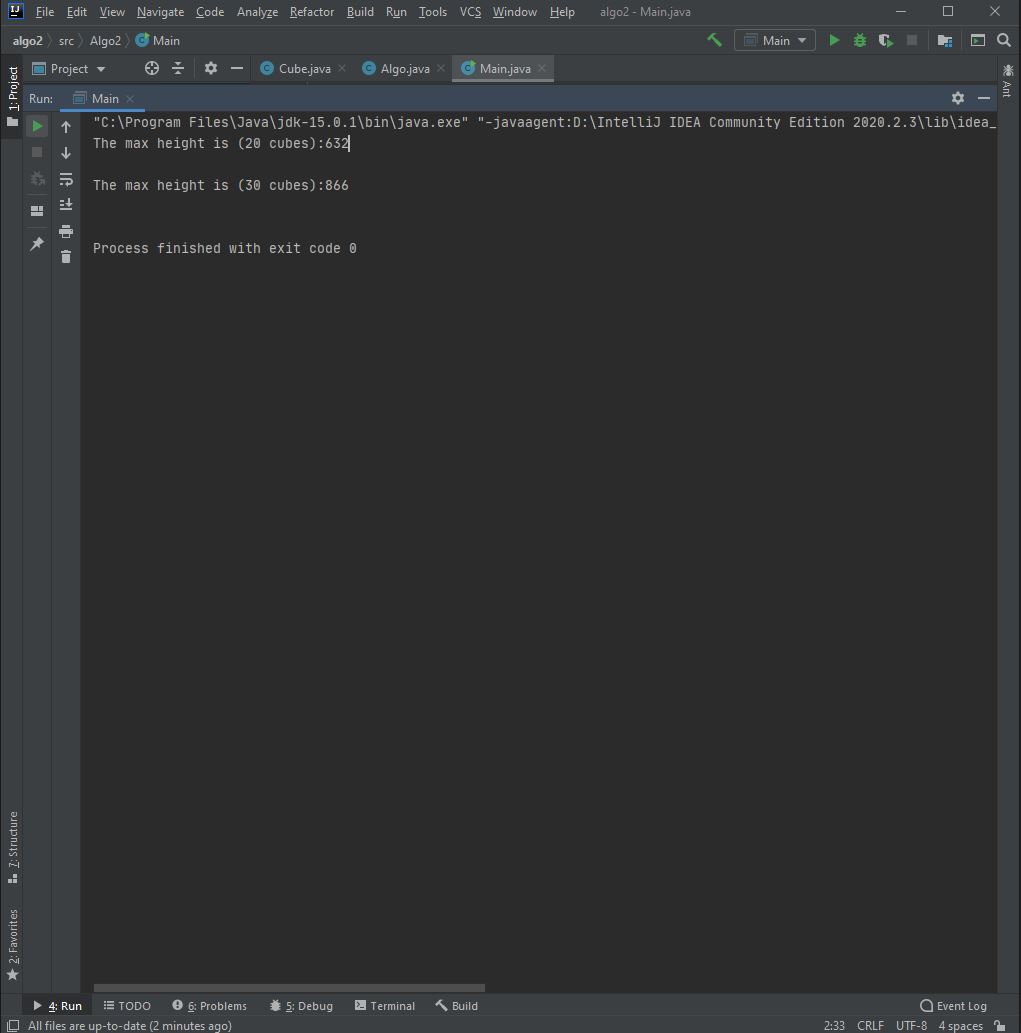 IJ File Edit View Navigate Code Analyze Refactor Build Run Tools VCS Window Help algo2 - Main.java
algo2 src Algo2 Main Main
1: Project Project Cube.java Algo.java Main.java Ant
Run: Main
"C:\Program Files\Java\jdk-15.0.1\bin\java.exe" "-javaagent:D:\IntelliJ IDEA Community Edition 2020.2.3\lib\idea_
The max height is (20 cubes):632
The max height is (30 cubes):866
Process finished with exit code 0
7: Structure
2: Favorites
4: Run TODO 6: Problems 5: Debug Terminal Build Event Log
All files are up-to-date (2 minutes ago) 2:33 CRLF UTF-8 4 spaces